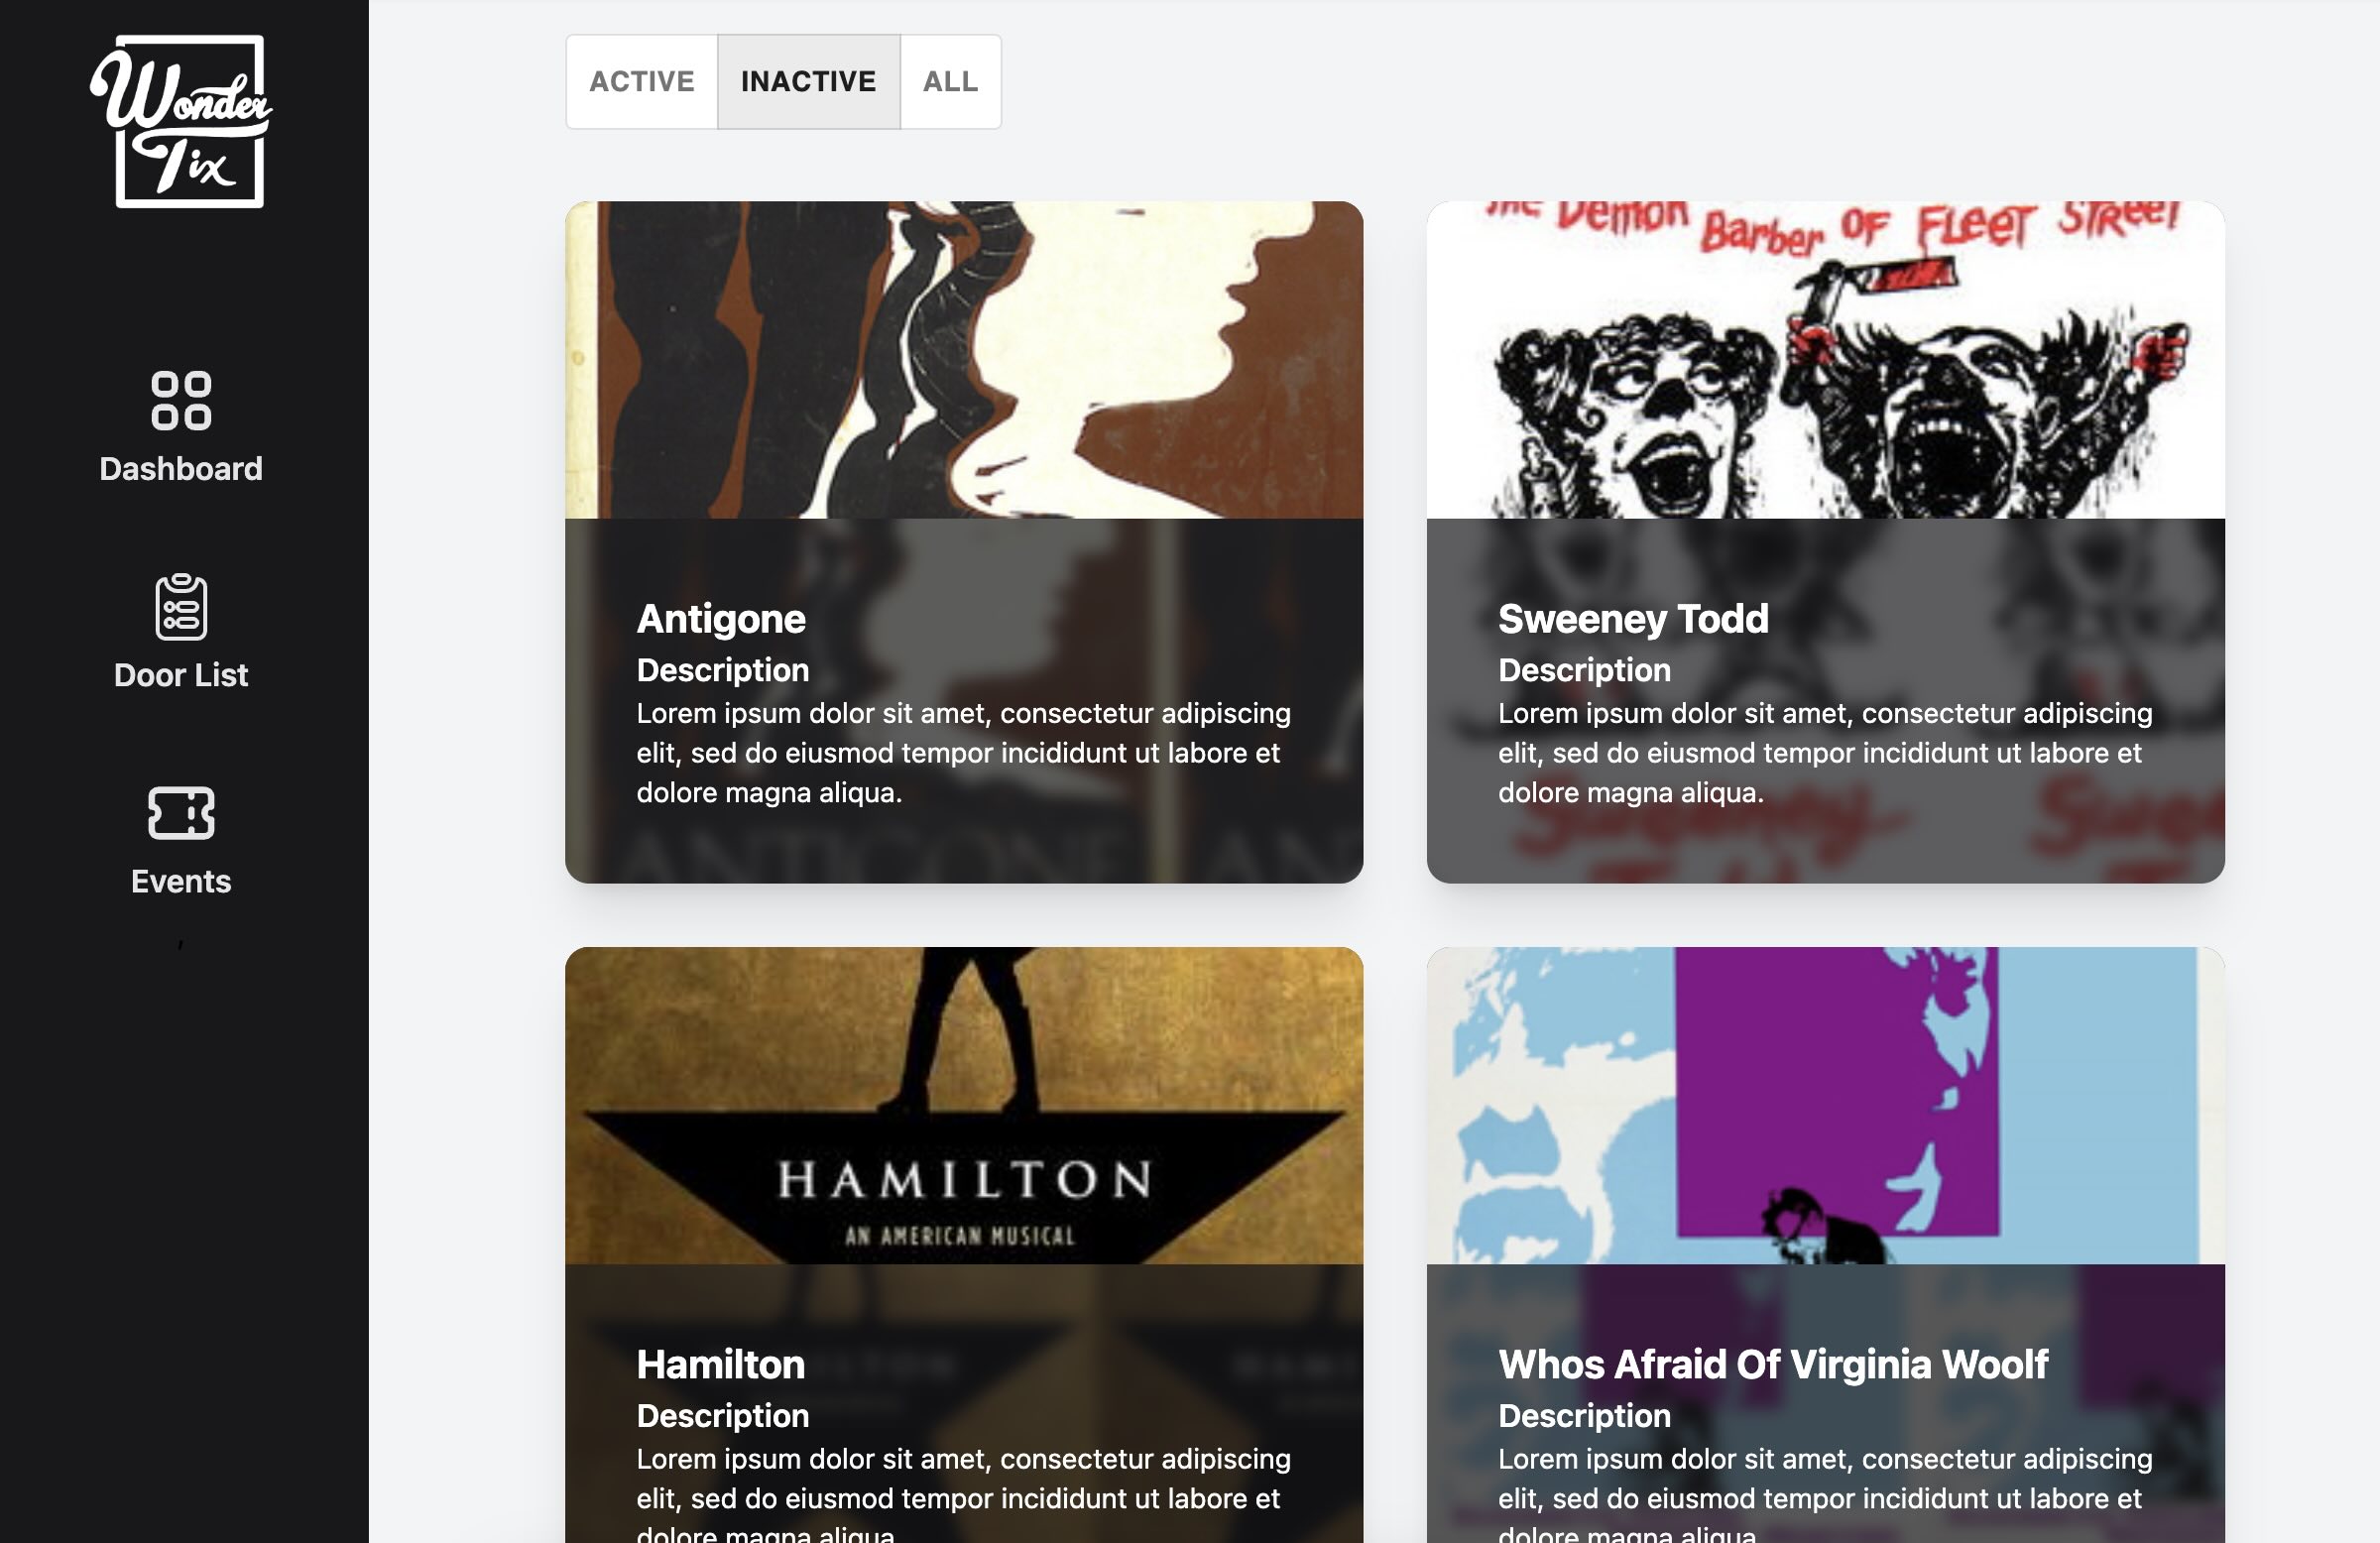 Wonder
Tix
Dashboard
Door List
Events
ACTIVE
INACTIVE
ALL
The Demon Barber OF FLEET STREET
Antigone
Description
Lorem ipsum dolor sit amet, consectetur adipiscing
elit, sed do eiusmod tempor incididunt ut labore et
dolore magna aliqua.
ANTIGONE
Sweeney Todd
Description
Lorem ipsum dolor sit amet, consectetur adipiscing
elit, sed do eiusmod tempor incididunt ut labore et
dolore magna aliqua.
Sweeney
HAMILTON
AN AMERICAN MUSICAL
Hamilton
Description
Lorem ipsum dolor sit amet, consectetur adipiscing
elit, sed do eiusmod tempor incididunt ut labore et
dolore magna aliqua
Whos Afraid Of Virginia Woolf
Description
Lorem ipsum dolor sit amet, consectetur adipiscing
elit, sed do eiusmod tempor incididunt ut labore et
dolore magna aliqua